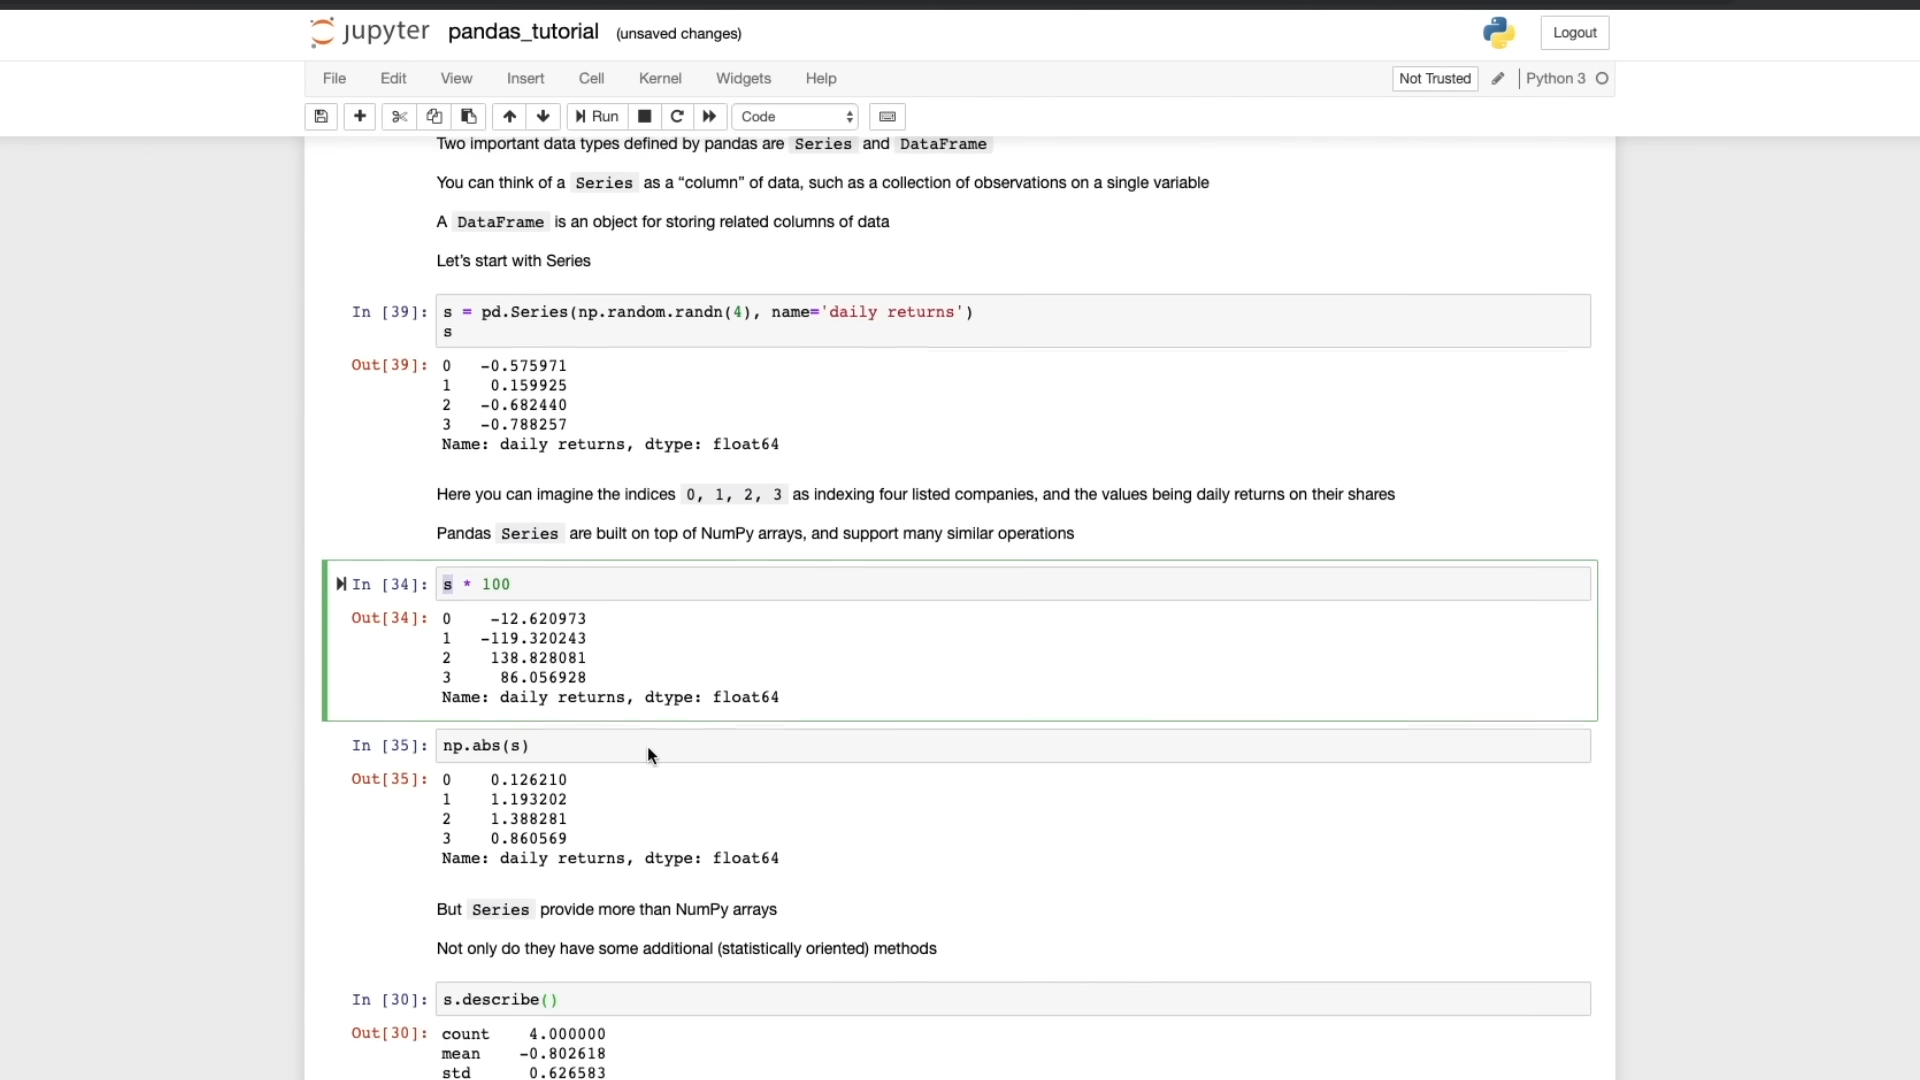 jupyter pandas_tutorial (unsaved changes) Logout
File Edit View Insert Cell Kernel Widgets Help Not Trusted Python 3
Run Code
Two important data types defined by pandas are Series and DataFrame
You can think of a Series as a “column” of data, such as a collection of observations on a single variable
A DataFrame is an object for storing related columns of data
Let’s start with Series
In [39]: s = pd.Series(np.random.randn(4), name='daily returns')
s
Out[39]: 0 -0.575971
1 0.159925
2 -0.682440
3 -0.788257
Name: daily returns, dtype: float64
Here you can imagine the indices 0, 1, 2, 3 as indexing four listed companies, and the values being daily returns on their shares
Pandas Series are built on top of NumPy arrays, and support many similar operations
In [34]: s * 100
Out[34]: 0 -12.620973
1 -119.320243
2 138.828081
3 86.056928
Name: daily returns, dtype: float64
In [35]: np.abs(s)
Out[35]: 0 0.126210
1 1.193202
2 1.388281
3 0.860569
Name: daily returns, dtype: float64
But Series provide more than NumPy arrays
Not only do they have some additional (statistically oriented) methods
In [30]: s.describe()
Out[30]: count 4.000000
mean -0.802618
std 0.626583